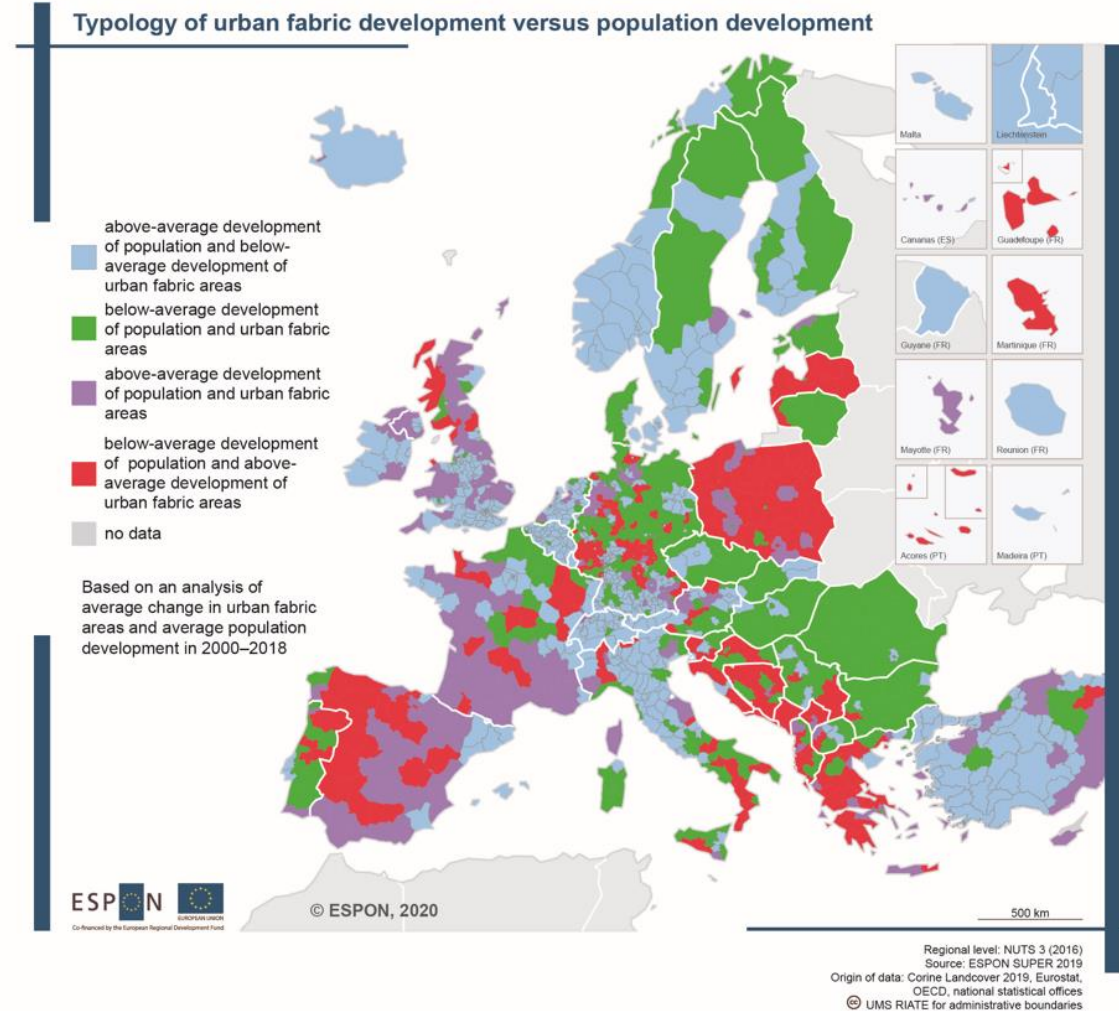 Typology of urban fabric development versus population development
above-average development
of population and below-
average development of
urban fabric areas
below-average development
of population and urban fabric
areas
above-average development
of population and urban fabric
areas
below-average development
of  population and above-
average development of
urban fabric areas
no data
Based on an analysis of
average change in urban fabric
areas and average population
development in 2000–2018
Malta
Liechtenstein
Canarias (ES)
Guadeloupe (FR)
Guyane (FR)
Martinique (FR)
Mayotte (FR)
Reunion (FR)
Acores (PT)
Madeira (PT)
ESPON
EUROPEAN UNION
Co-financed by the European Regional Development Fund
© ESPON, 2020
500 km
Regional level: NUTS 3 (2016)
Source: ESPON SUPER 2019
Origin of data: Corine Landcover 2019, Eurostat,
OECD, national statistical offices
cc UMS RIATE for administrative boundaries